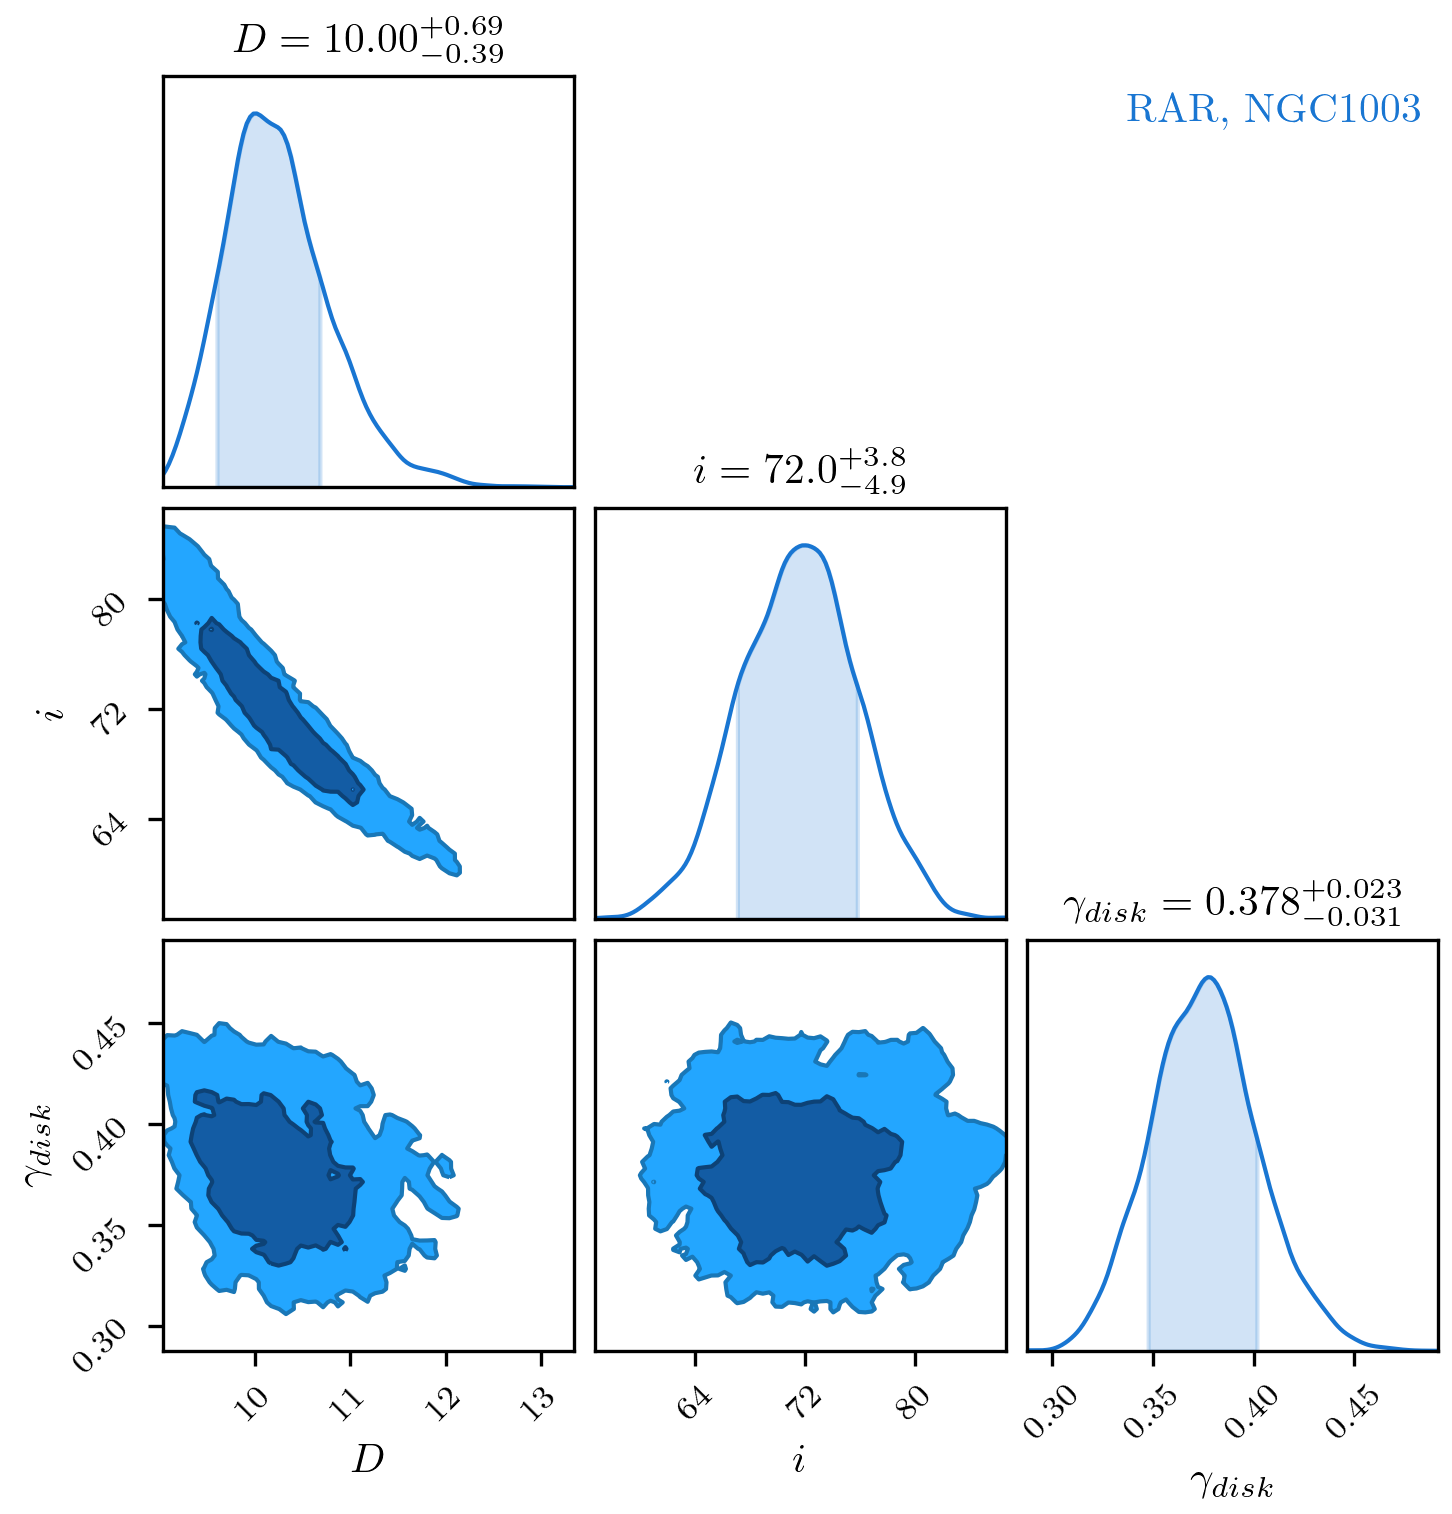 D = 10.00^{+0.69}_{-0.39}
RAR, NGC1003
i = 72.0^{+3.8}_{-4.9}
80
72
64
i
γ_{disk} = 0.378^{+0.023}_{-0.031}
0.45
0.40
0.35
0.30
γ_{disk}
10 11 12 13
D
64 72 80
i
0.30 0.35 0.40 0.45
γ_{disk}